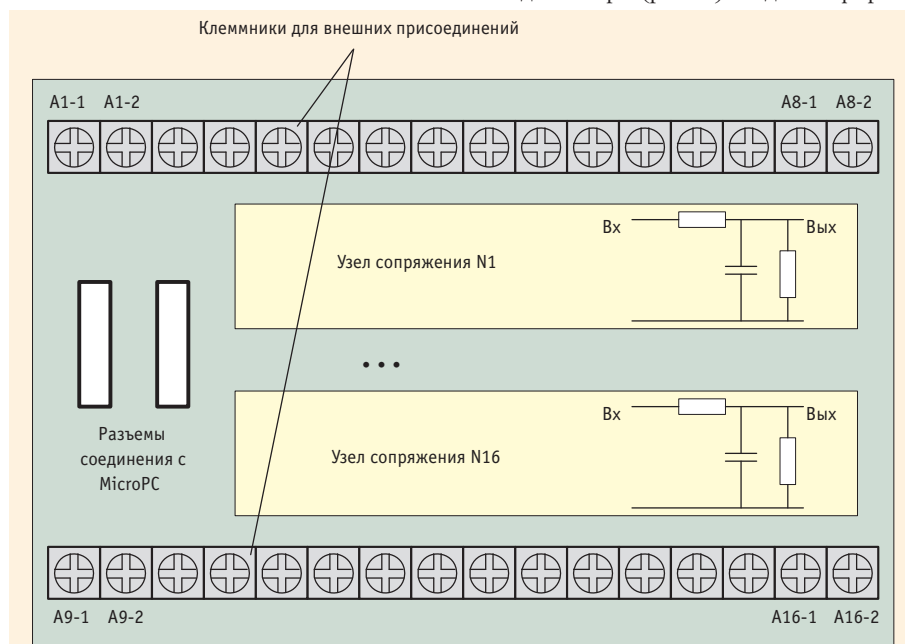 Клеммники для внешних присоединений
A1-1 A1-2 A8-1 A8-2
Вх Вых
Узел сопряжения N1
...
Вх Вых
Узел сопряжения N16
Разъемы
соединения с
MicroPC
A9-1 A9-2 A16-1 A16-2